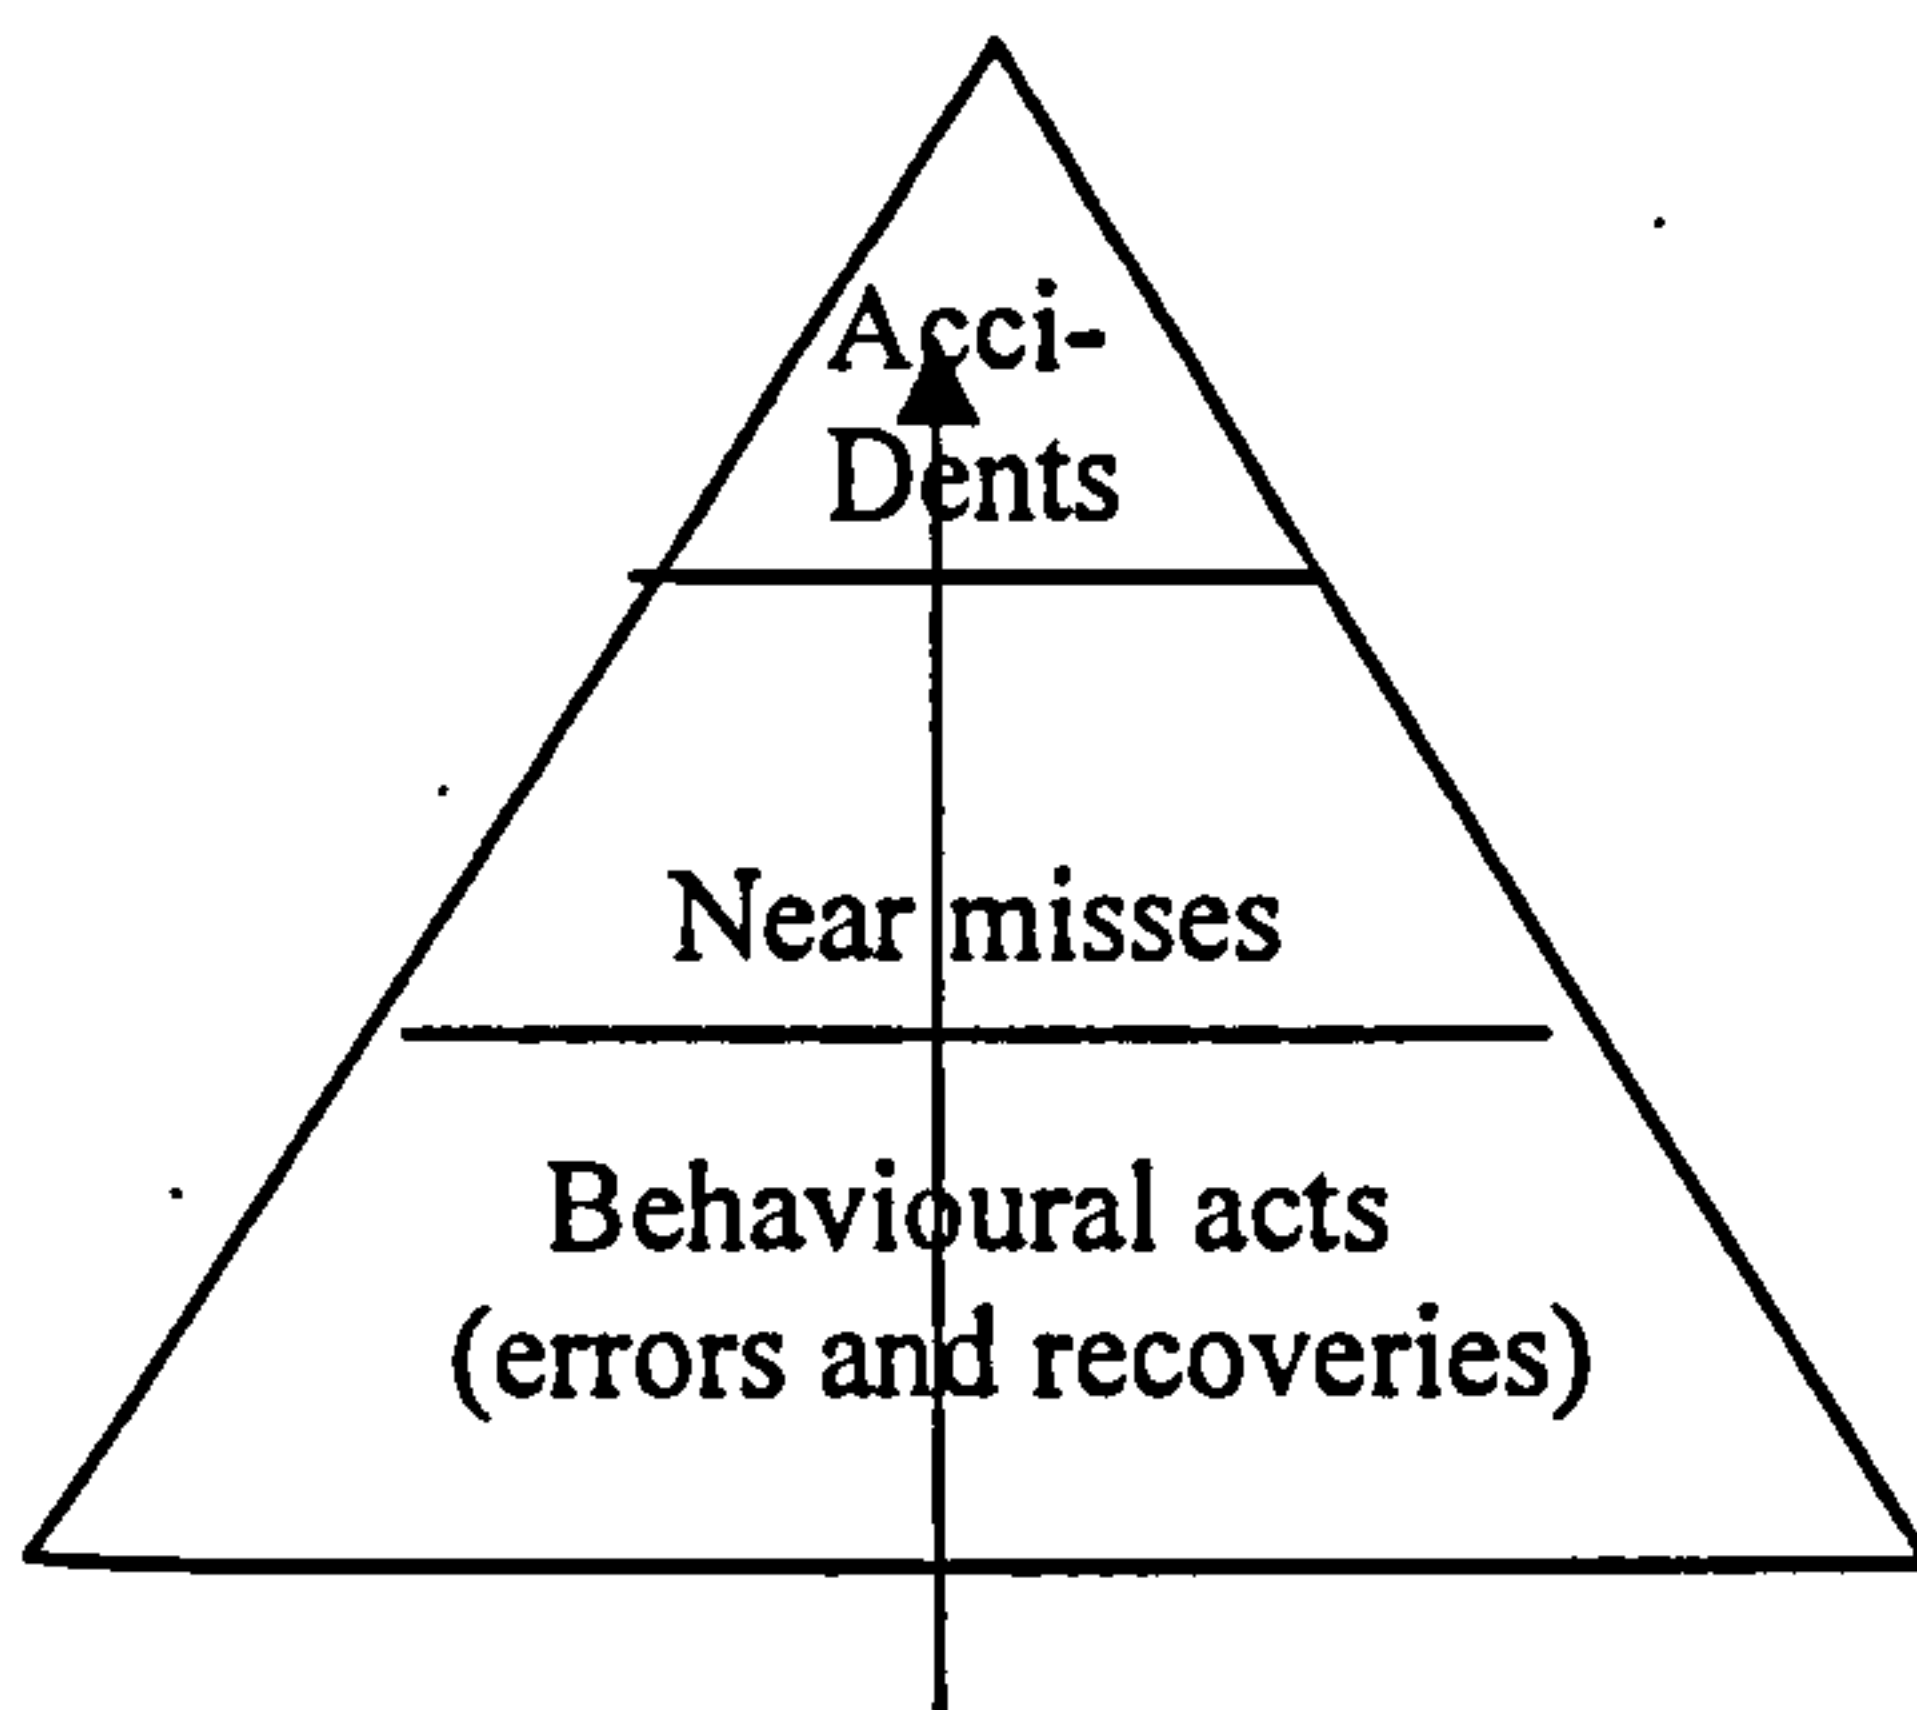 Acci-
Dents
Near misses
Behavioural acts
(errors and recoveries)